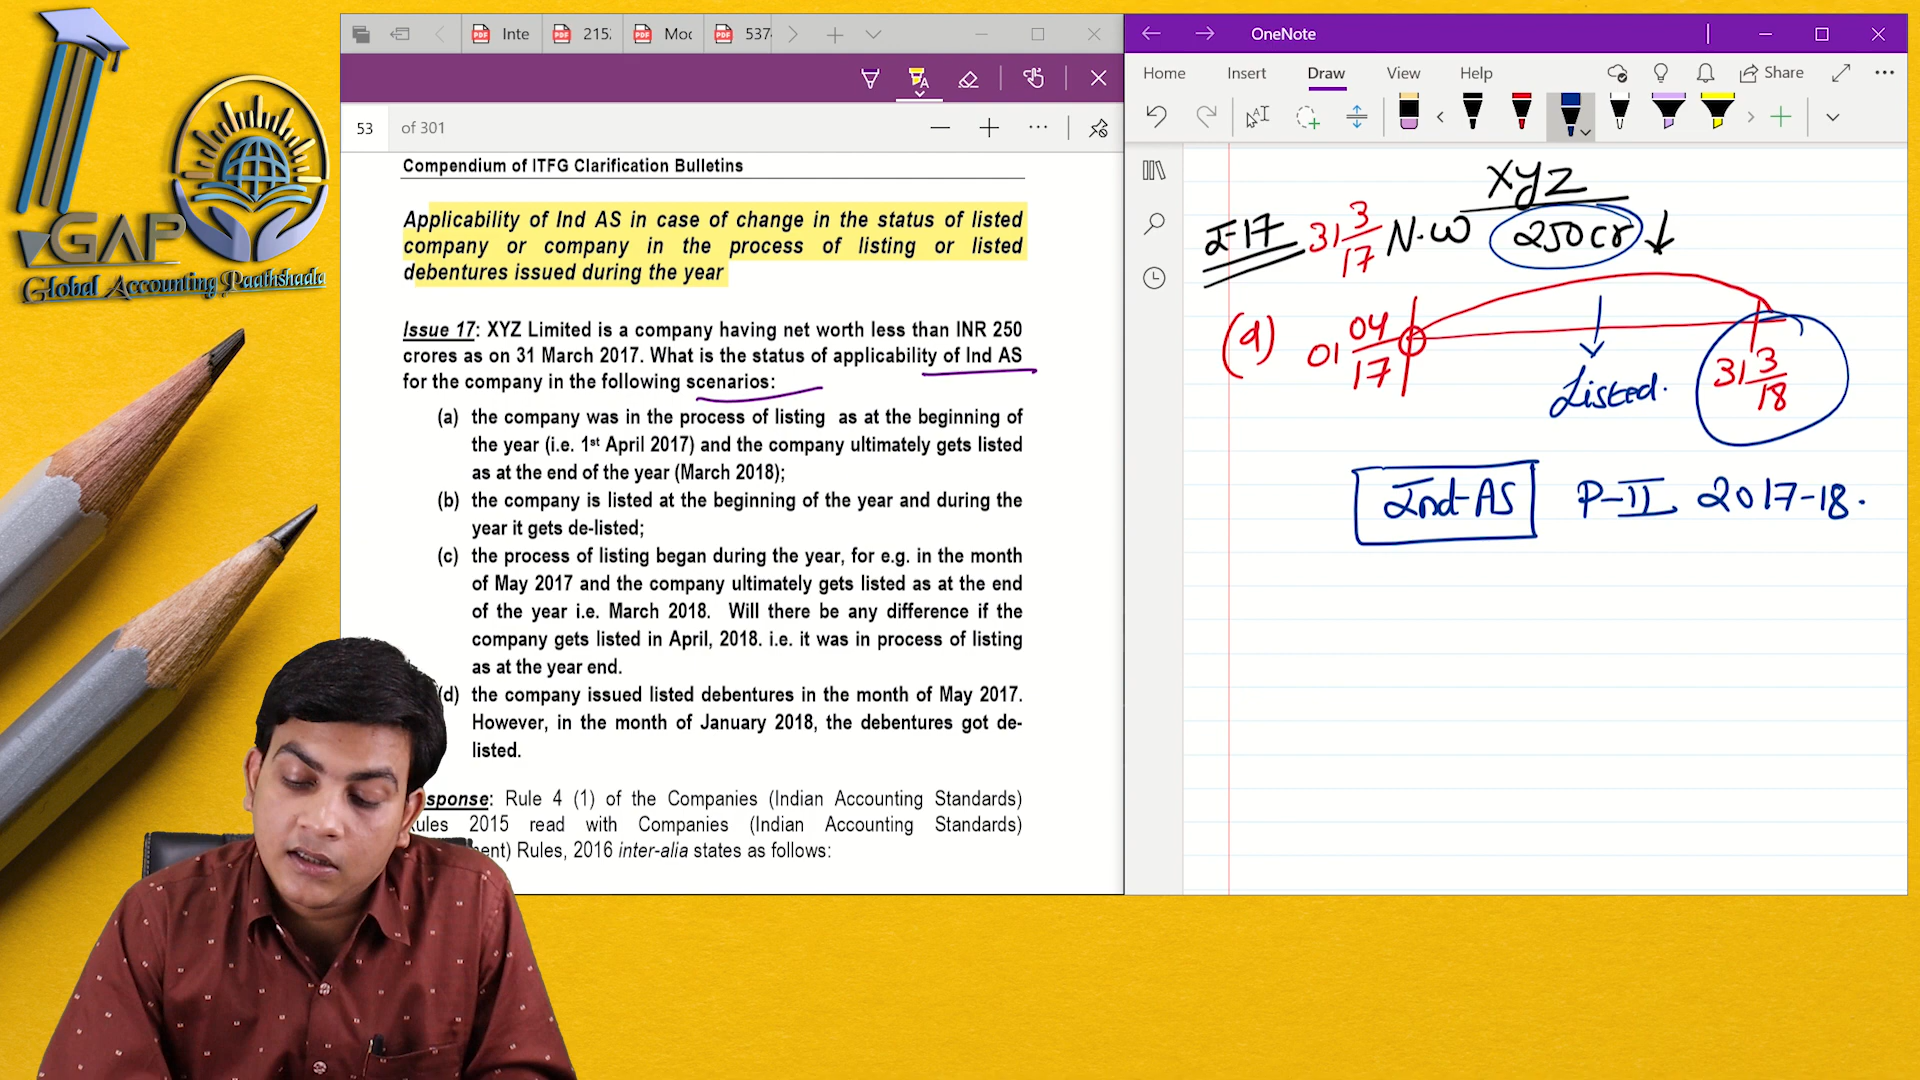 GAP
Global Accounting Paathshaala
Inte
215
Moc
537
53 of 301
Compendium of ITFG Clarification Bulletins
Applicability of Ind AS in case of change in the status of listed
company or company in the process of listing or listed
debentures issued during the year
Issue 17: XYZ Limited is a company having net worth less than INR 250
crores as on 31 March 2017. What is the status of applicability of Ind AS
for the company in the following scenarios:
(a) the company was in the process of listing as at the beginning of
the year (i.e. 1st April 2017) and the company ultimately gets listed
as at the end of the year (March 2018);
(b) the company is listed at the beginning of the year and during the
year it gets de-listed;
(c) the process of listing began during the year, for e.g. in the month
of May 2017 and the company ultimately gets listed as at the end
of the year i.e. March 2018. Will there be any difference if the
company gets listed in April, 2018. i.e. it was in process of listing
as at the year end.
d) the company issued listed debentures in the month of May 2017.
However, in the month of January 2018, the debentures got de-
listed.
sponse: Rule 4 (1) of the Companies (Indian Accounting Standards)
ules 2015 read with Companies (Indian Accounting Standards)
ent) Rules, 2016 inter-alia states as follows:
OneNote
Home Insert Draw View Help Share
XYZ
I-17 31 3/17 N.W 250cr ↓
(a) 01 04/17 31 3/18
Listed.
Ind-AS P-II 2017-18.